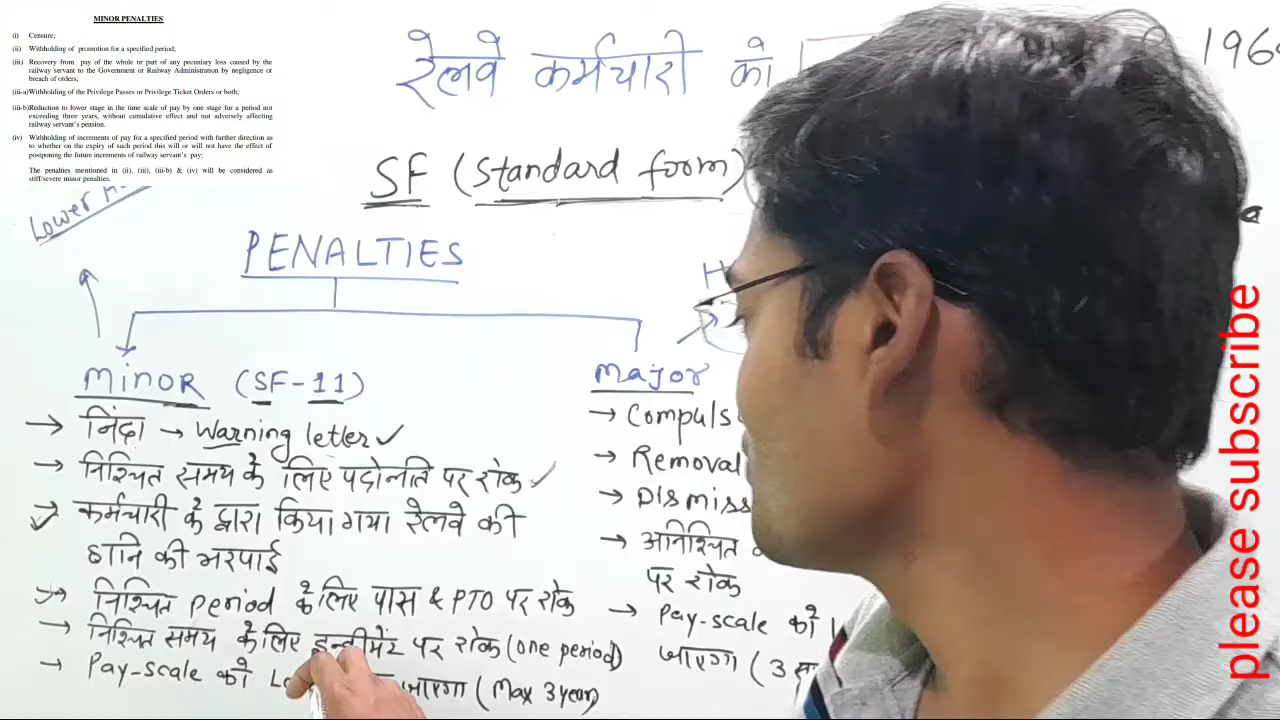 MINOR PENALTIES
(i) Censure;
(ii) Withholding of promotion for a specified period;
(iii) Recovery from pay of the whole or part of any pecuniary loss caused by the
railway servant to the Government or Railway Administration by negligence or
breach of orders;
(iii-a)Withholding of the Privilege Passes or Privilege Ticket Orders or both;
(iii-b)Reduction to lower stage in the time scale of pay by one stage for a period not
exceeding three years, without cumulative effect and not adversely affecting
railway servant's pension.
(iv) Withholding of increments of pay for a specified period with further direction as
to whether on the expiry of such period this will or will not have the effect of
postponing the future increments of railway servant's pay;
The penalties mentioned in (ii), (iii), (iii-b) & (iv) will be considered as
stiff/severe minor penalties.
रेलवे कर्मचारी को
SF (Standard form)
Lower
PENALTIES
MINOR (SF-11)
→ निंदा → Warning letter ✓
→ निश्चित समय के लिए पदोनति पर रोक ✓
→ कर्मचारी के द्वारा किया गया रेलवे की
हानि की भरपाई
→ निश्चित period के लिए पास & PTO पर रोक
→ निश्चित समय के लिए इन्क्रीमेंट पर रोक (one period)
→ Pay-scale को जाएगा (Max 3 year)
Major
→ Removal
→ अनिश्चित
पर रोक
→ Pay-scale को
जाएगा (3
please subscribe